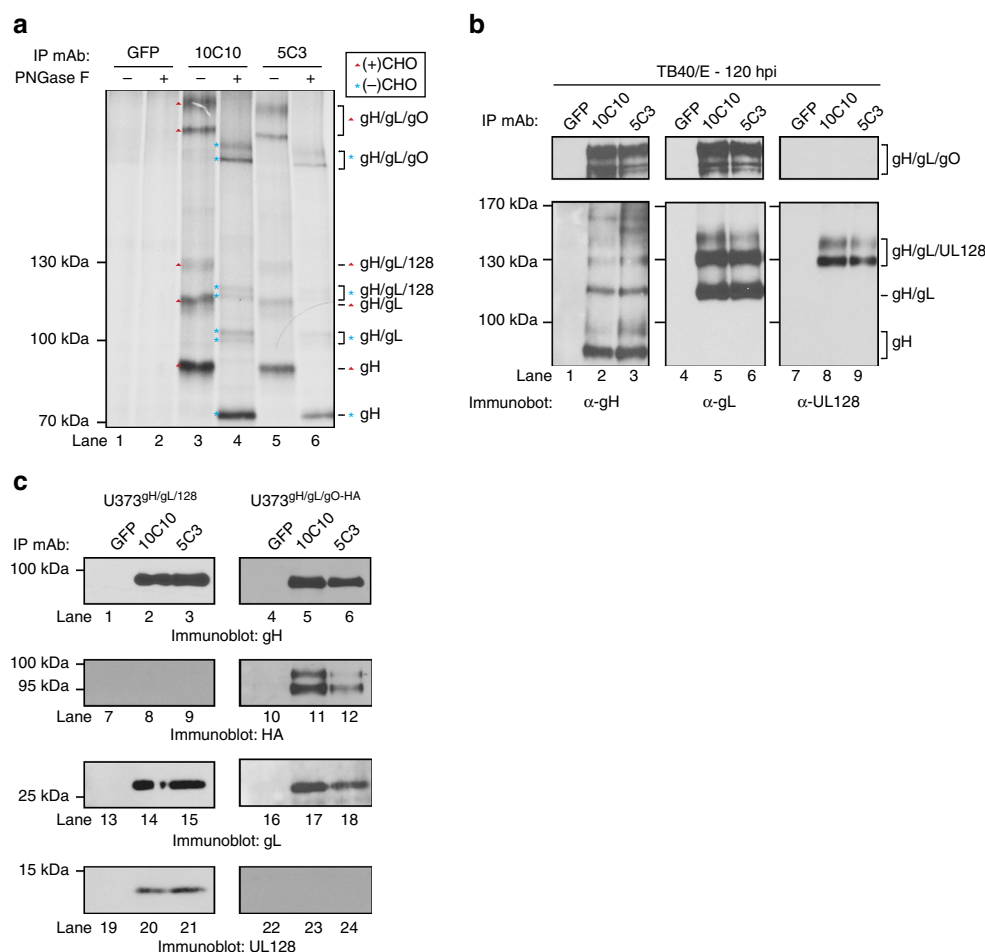 a
IP mAb: GFP 10C10 5C3
PNGase F – + – + – +
(+)CHO
* (–)CHO
gH/gL/gO
* gH/gL/gO
130 kDa
gH/gL/128
* gH/gL/128
gH/gL
100 kDa
* gH/gL
gH
70 kDa
* gH
Lane 1 2 3 4 5 6
b
TB40/E - 120 hpi
IP mAb: GFP 10C10 5C3 GFP 10C10 5C3 GFP 10C10 5C3
gH/gL/gO
170 kDa
gH/gL/UL128
130 kDa
gH/gL
100 kDa
gH
Lane 1 2 3 4 5 6 7 8 9
Immunobot: α-gH α-gL α-UL128
c
U373gH/gL/128 U373gH/gL/gO-HA
IP mAb: GFP 10C10 5C3 GFP 10C10 5C3
100 kDa
Lane 1 2 3 4 5 6
Immunoblot: gH
100 kDa
95 kDa
Lane 7 8 9 10 11 12
Immunoblot: HA
25 kDa
Lane 13 14 15 16 17 18
Immunoblot: gL
15 kDa
Lane 19 20 21 22 23 24
Immunoblot: UL128